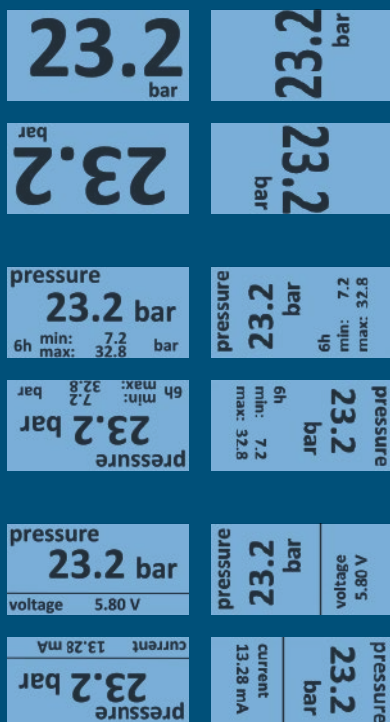 23.2
bar
23.2
bar
23.2
bar
23.2
bar
pressure
23.2 bar
6h min: 7.2
max: 32.8 bar
pressure
23.2
bar
6h
min: 7.2
max: 32.8
pressure
23.2 bar
6h min: 7.2
max: 32.8 bar
pressure
23.2
bar
6h
min: 7.2
max: 32.8
pressure
23.2 bar
voltage 5.80 V
pressure
23.2
bar
voltage
5.80 V
pressure
23.2 bar
current 13.28 mA
pressure
23.2
bar
current
13.28 mA